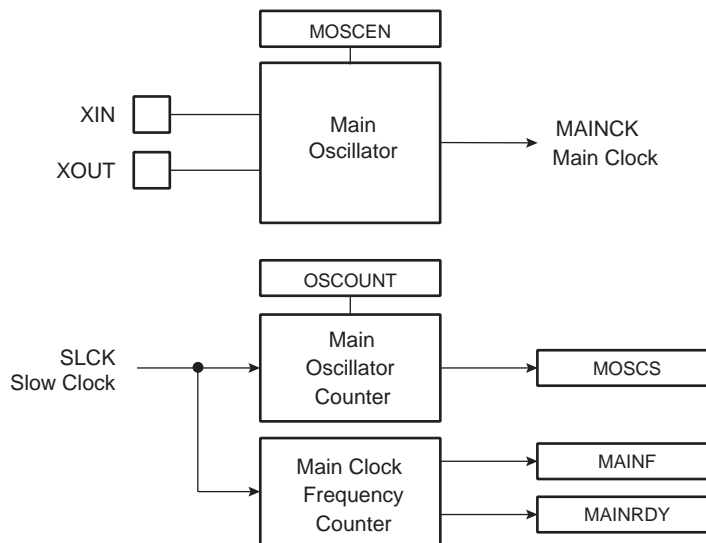 MOSCEN
XIN
XOUT
Main
Oscillator
MAINCK
Main Clock
OSCOUNT
SLCK
Slow Clock
Main
Oscillator
Counter
MOSCS
Main Clock
Frequency
Counter
MAINF
MAINRDY